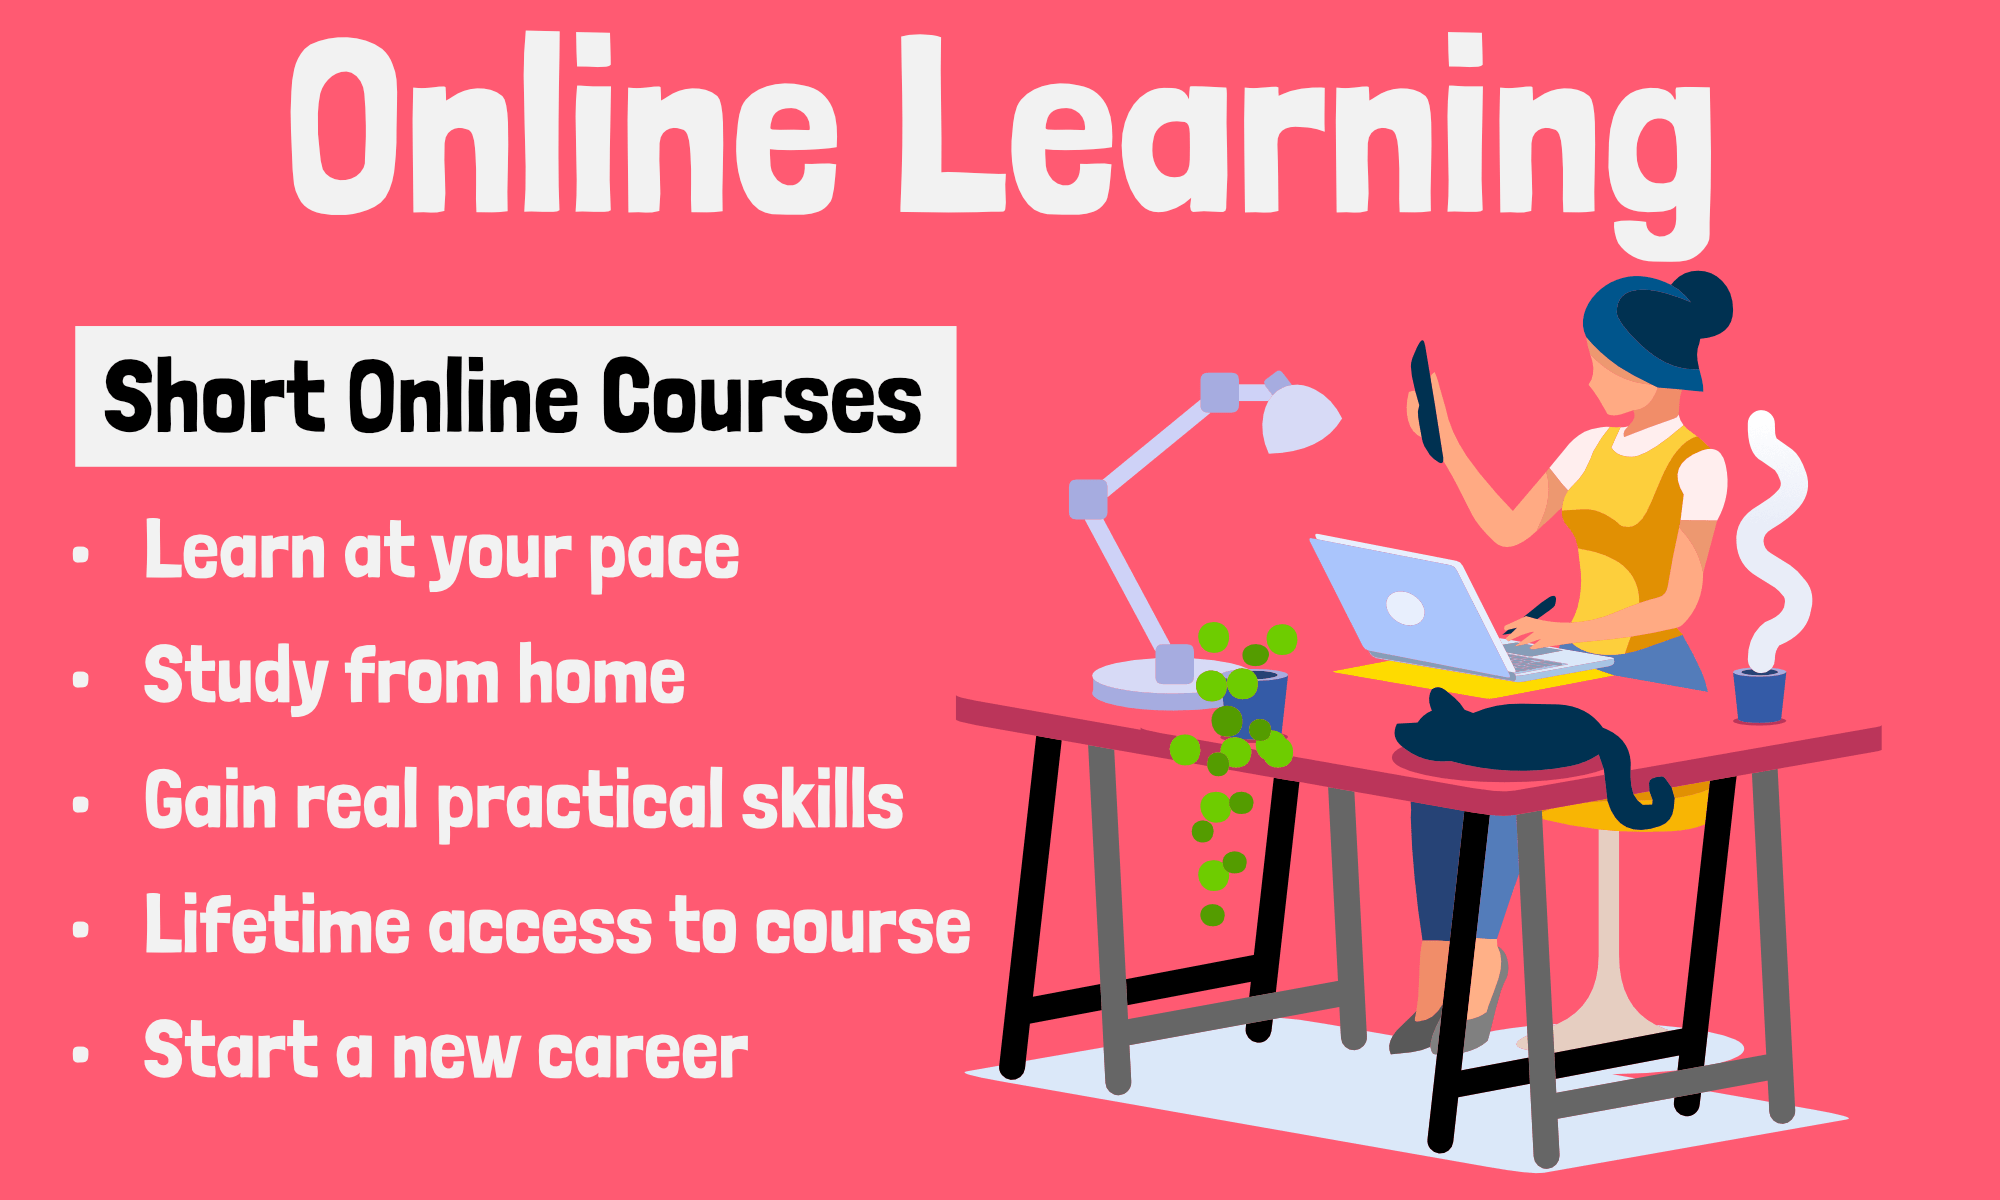 Online Learning
Short Online Courses
• Learn at your pace
• Study from home
• Gain real practical skills
• Lifetime access to course
• Start a new career